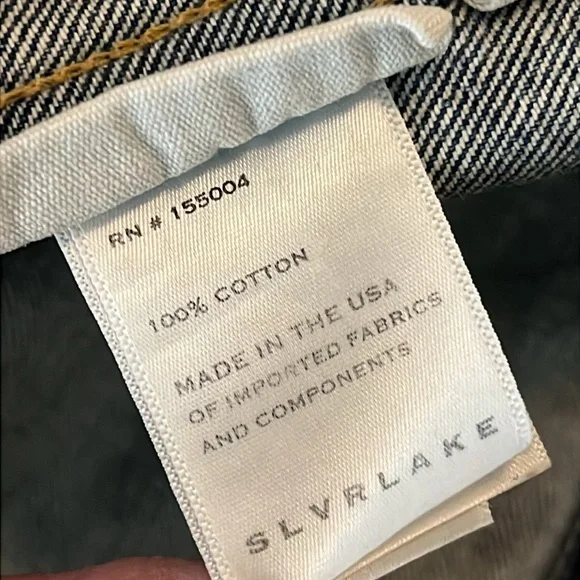 RN # 155004
100% COTTON
MADE IN THE USA
OF IMPORTED FABRICS
AND COMPONENTS
SLVRLAKE